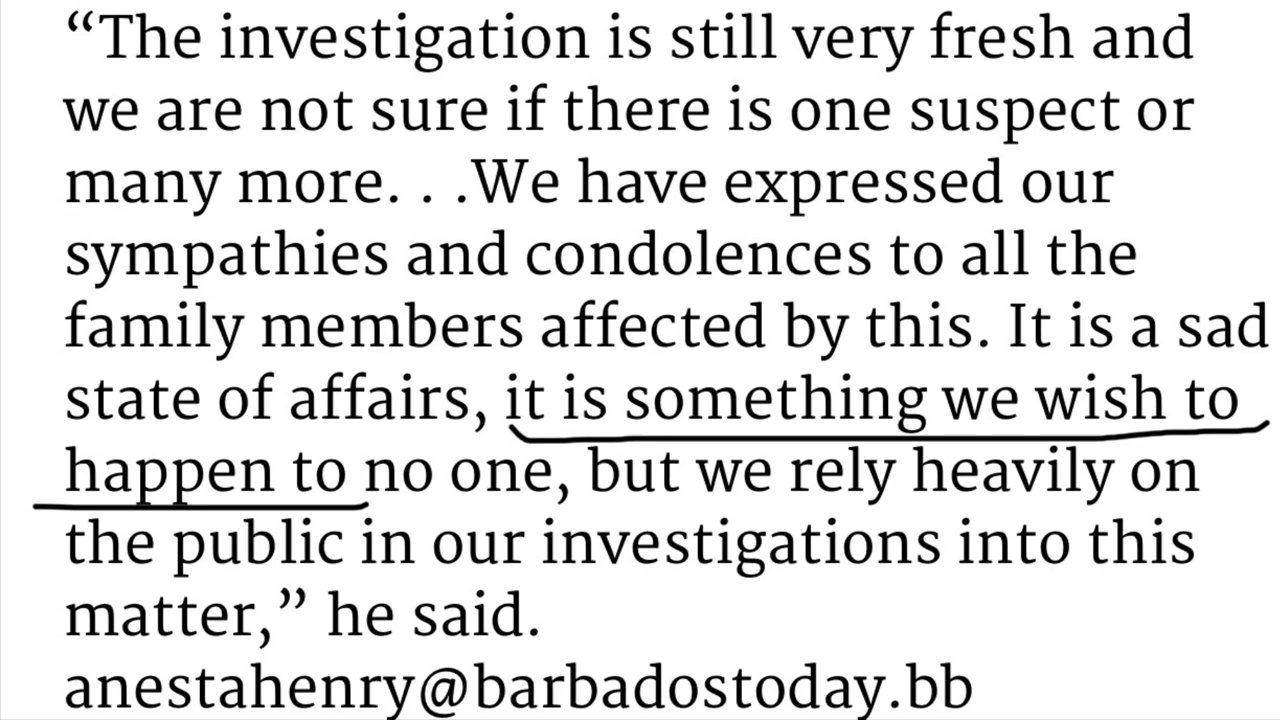 “The investigation is still very fresh and
we are not sure if there is one suspect or
many more. . .We have expressed our
sympathies and condolences to all the
family members affected by this. It is a sad
state of affairs, it is something we wish to
happen to no one, but we rely heavily on
the public in our investigations into this
matter,” he said.
anestahenry@barbadostoday.bb